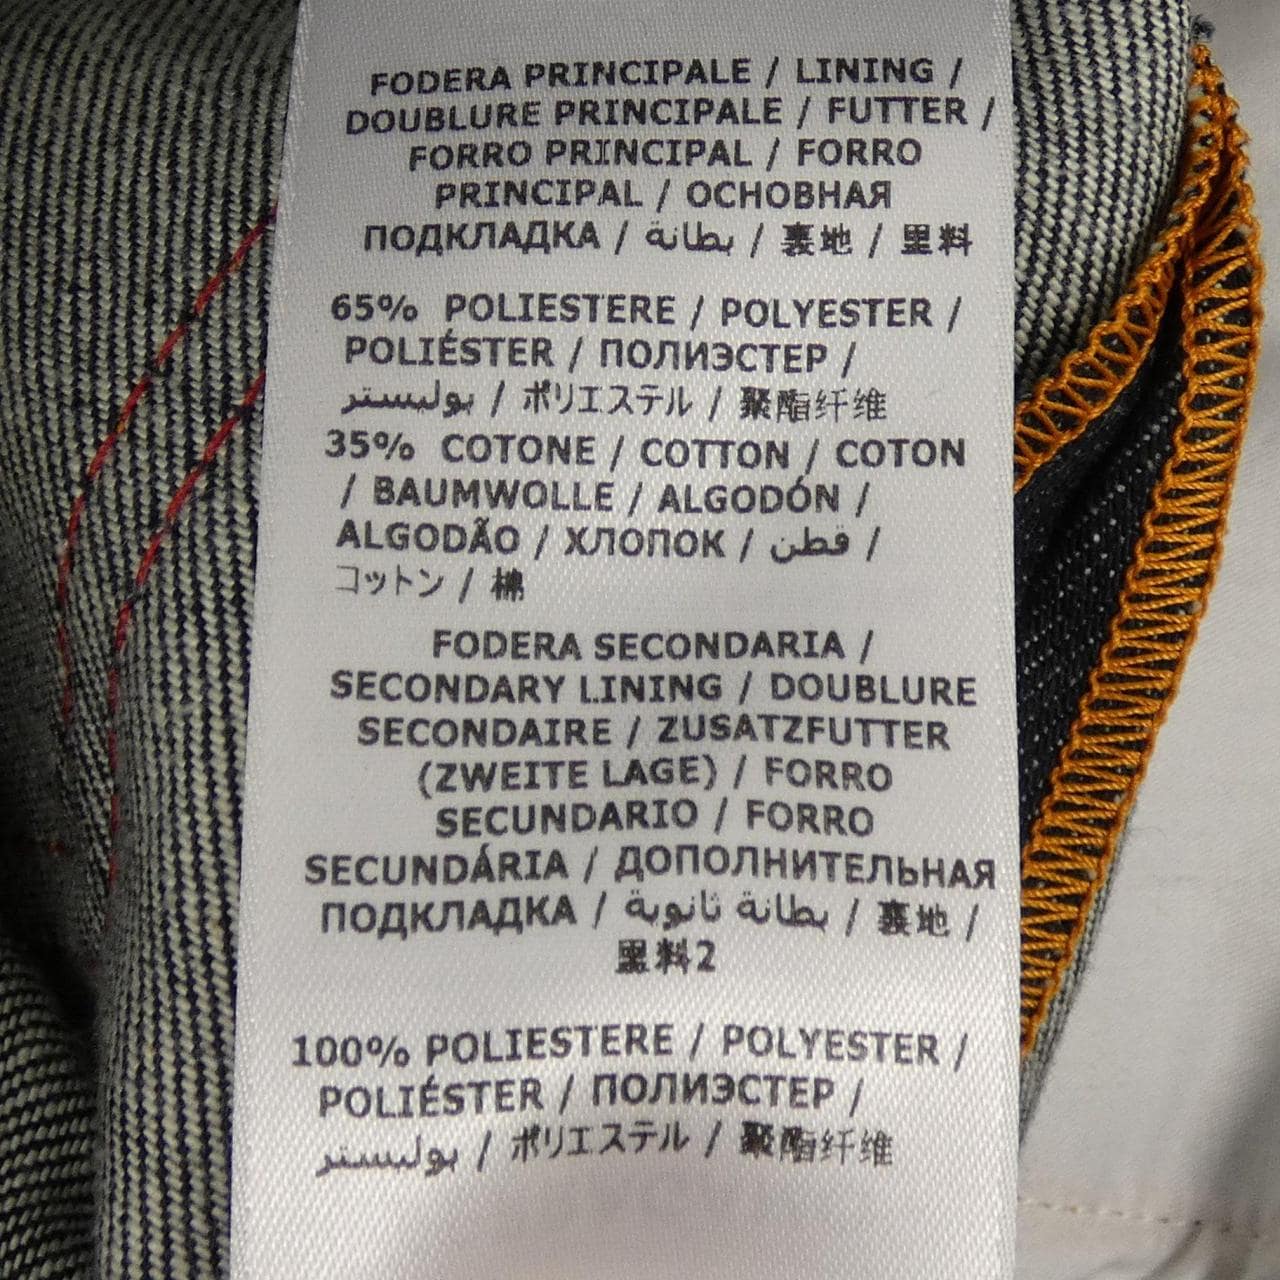 FODERA PRINCIPALE / LINING /
DOUBLURE PRINCIPALE / FUTTER /
FORRO PRINCIPAL / FORRO
PRINCIPAL / ОСНОВНАЯ
ПОДКЛАДКА / بطانة / 裏地 / 里料
65% POLIESTERE / POLYESTER /
POLIÉSTER / ПОЛИЭСТЕР /
بوليستر / ポリエステル / 聚酯纤维
35% COTONE / COTTON / COTON
/ BAUMWOLLE / ALGODÓN /
ALGODÃO / ХЛОПОК / قطن /
コットン / 棉
FODERA SECONDARIA /
SECONDARY LINING / DOUBLURE
SECONDAIRE / ZUSATZFUTTER
(ZWEITE LAGE) / FORRO
SECUNDARIO / FORRO
SECUNDÁRIA / ДОПОЛНИТЕЛЬНАЯ
ПОДКЛАДКА / بطانة ثانوية / 裏地 /
里料2
100% POLIESTERE / POLYESTER /
POLIÉSTER / ПОЛИЭСТЕР /
بوليستر / ポリエステル / 聚酯纤维